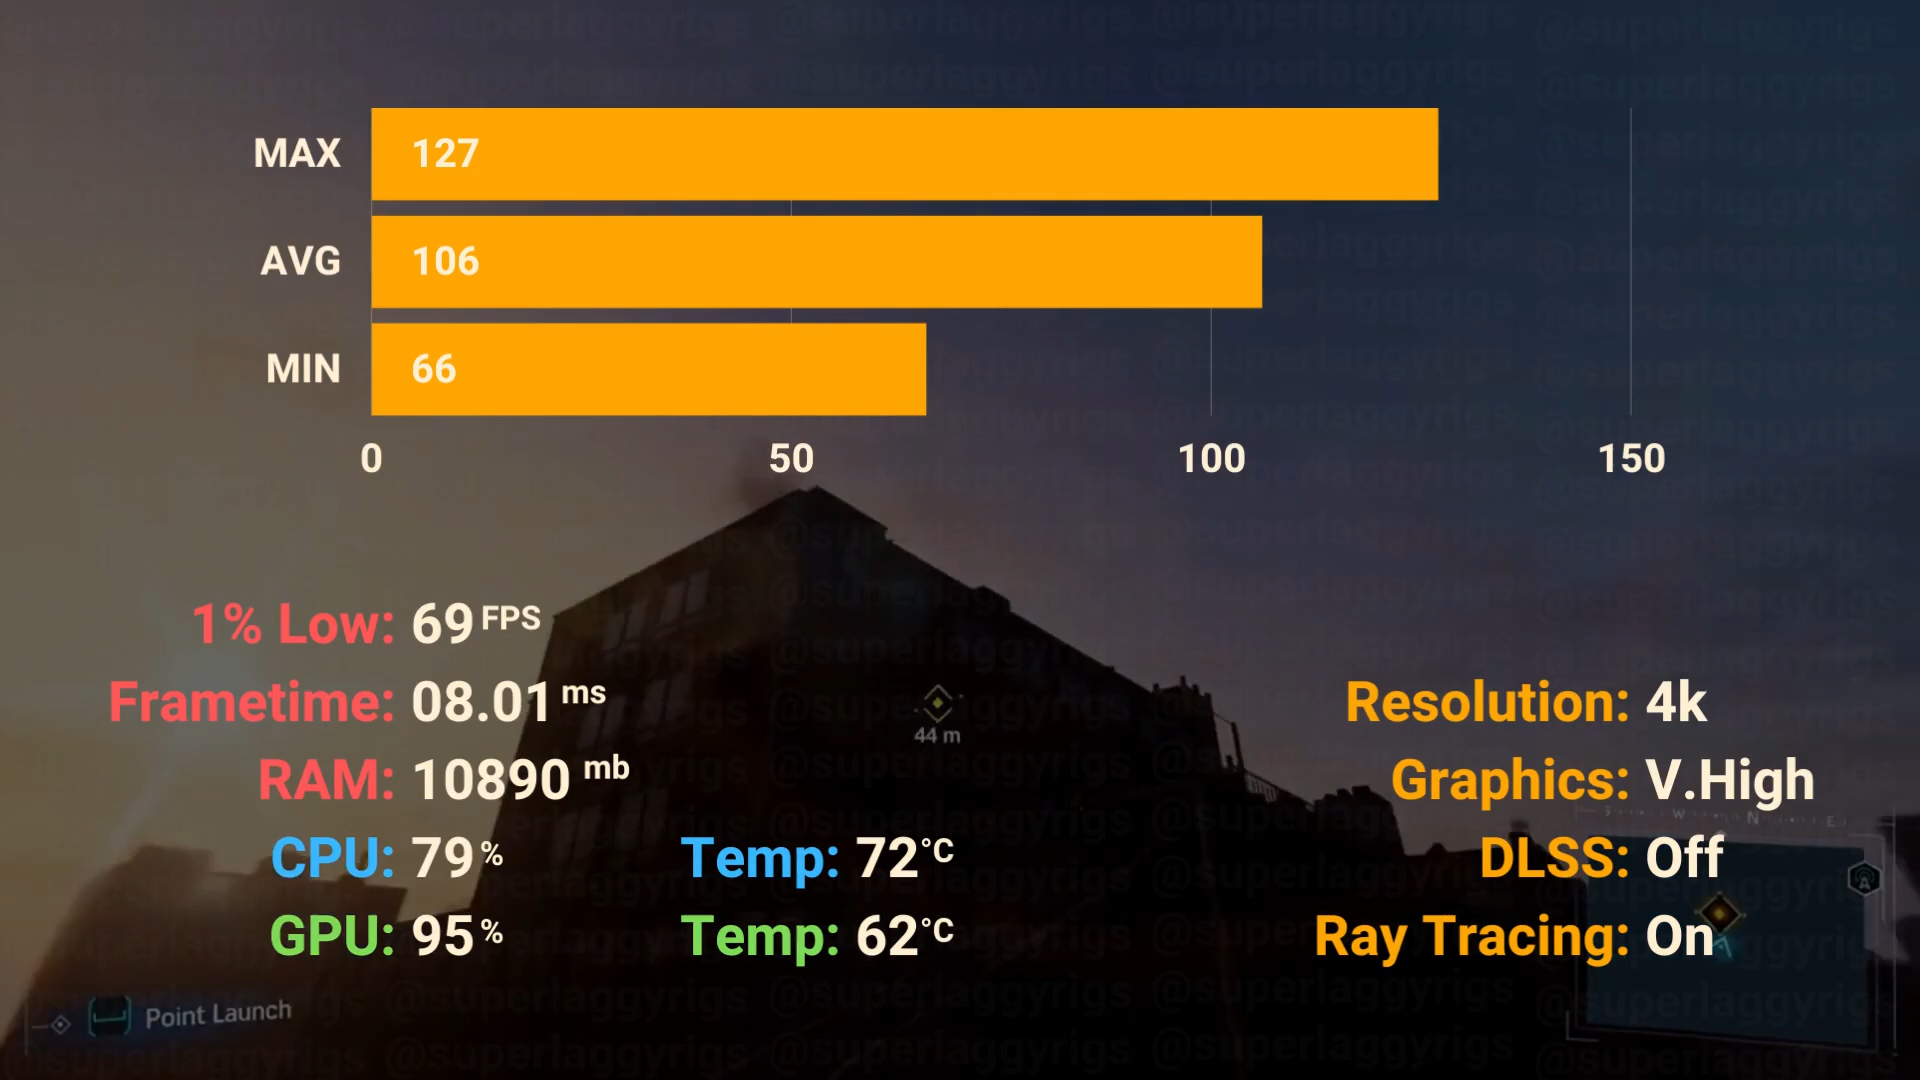 @superlaggyrigs
MAX 127
AVG 106
MIN 66
0 50 100 150
1% Low: 69 FPS
Frametime: 08.01 ms
RAM: 10890 mb
CPU: 79 % Temp: 72°C
GPU: 95 % Temp: 62°C
44 m
Resolution: 4k
Graphics: V.High
DLSS: Off
Ray Tracing: On
W N E
Point Launch